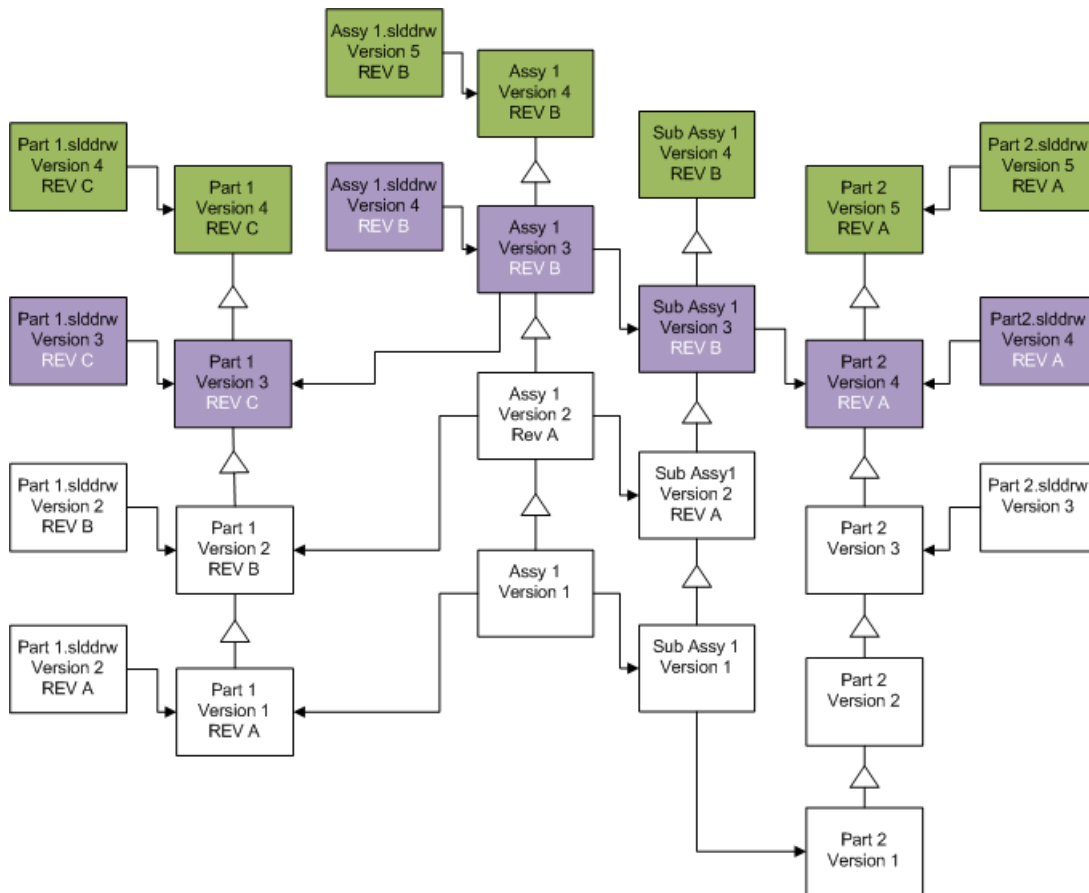 Assy 1.slddrw
Version 5
REV B
Assy 1
Version 4
REV B
Sub Assy 1
Version 4
REV B
Part 1.slddrw
Version 4
REV C
Part 1
Version 4
REV C
Assy 1.slddrw
Version 4
REV B
Assy 1
Version 3
REV B
Part 2
Version 5
REV A
Part 2.slddrw
Version 5
REV A
Part 1.slddrw
Version 3
REV C
Part 1
Version 3
REV C
Sub Assy 1
Version 3
REV B
Part 2
Version 4
REV A
Part2.slddrw
Version 4
REV A
Assy 1
Version 2
Rev A
Part 1.slddrw
Version 2
REV B
Part 1
Version 2
REV B
Sub Assy1
Version 2
REV A
Part 2
Version 3
Part 2.slddrw
Version 3
Assy 1
Version 1
Part 1.slddrw
Version 2
REV A
Part 1
Version 1
REV A
Sub Assy 1
Version 1
Part 2
Version 2
Part 2
Version 1